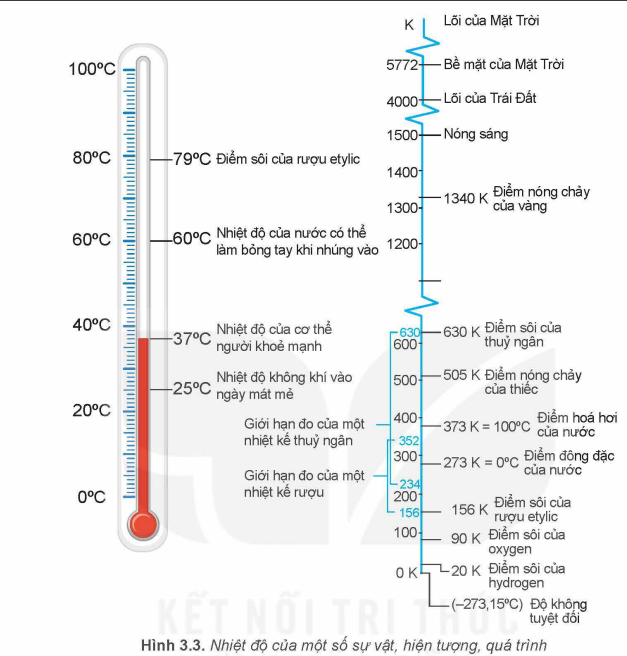 100ºC
80ºC
60ºC
40ºC
20ºC
0ºC
79ºC Điểm sôi của rượu etylic
60ºC Nhiệt độ của nước có thể
làm bỏng tay khi nhúng vào
37ºC Nhiệt độ của cơ thể
người khoẻ mạnh
25ºC Nhiệt độ không khí vào
ngày mát mẻ
Giới hạn đo của một
nhiệt kế thuỷ ngân
Giới hạn đo của một
nhiệt kế rượu
K
Lõi của Mặt Trời
5772 Bề mặt của Mặt Trời
4000 Lõi của Trái Đất
1500 Nóng sáng
1400
1340 K Điểm nóng chảy
của vàng
1300
1200
630
630 K Điểm sôi của
thuỷ ngân
600
505 K Điểm nóng chảy
của thiếc
500
400
373 K = 100ºC Điểm hoá hơi
của nước
352
300
273 K = 0ºC Điểm đông đặc
của nước
234
200
156
156 K Điểm sôi của
rượu etylic
100
90 K Điểm sôi của
oxygen
0 K
20 K Điểm sôi của
hydrogen
(–273,15ºC) Độ không
tuyệt đối
KẾT NỐI TRI THỨC
Hình 3.3. Nhiệt độ của một số sự vật, hiện tượng, quá trình